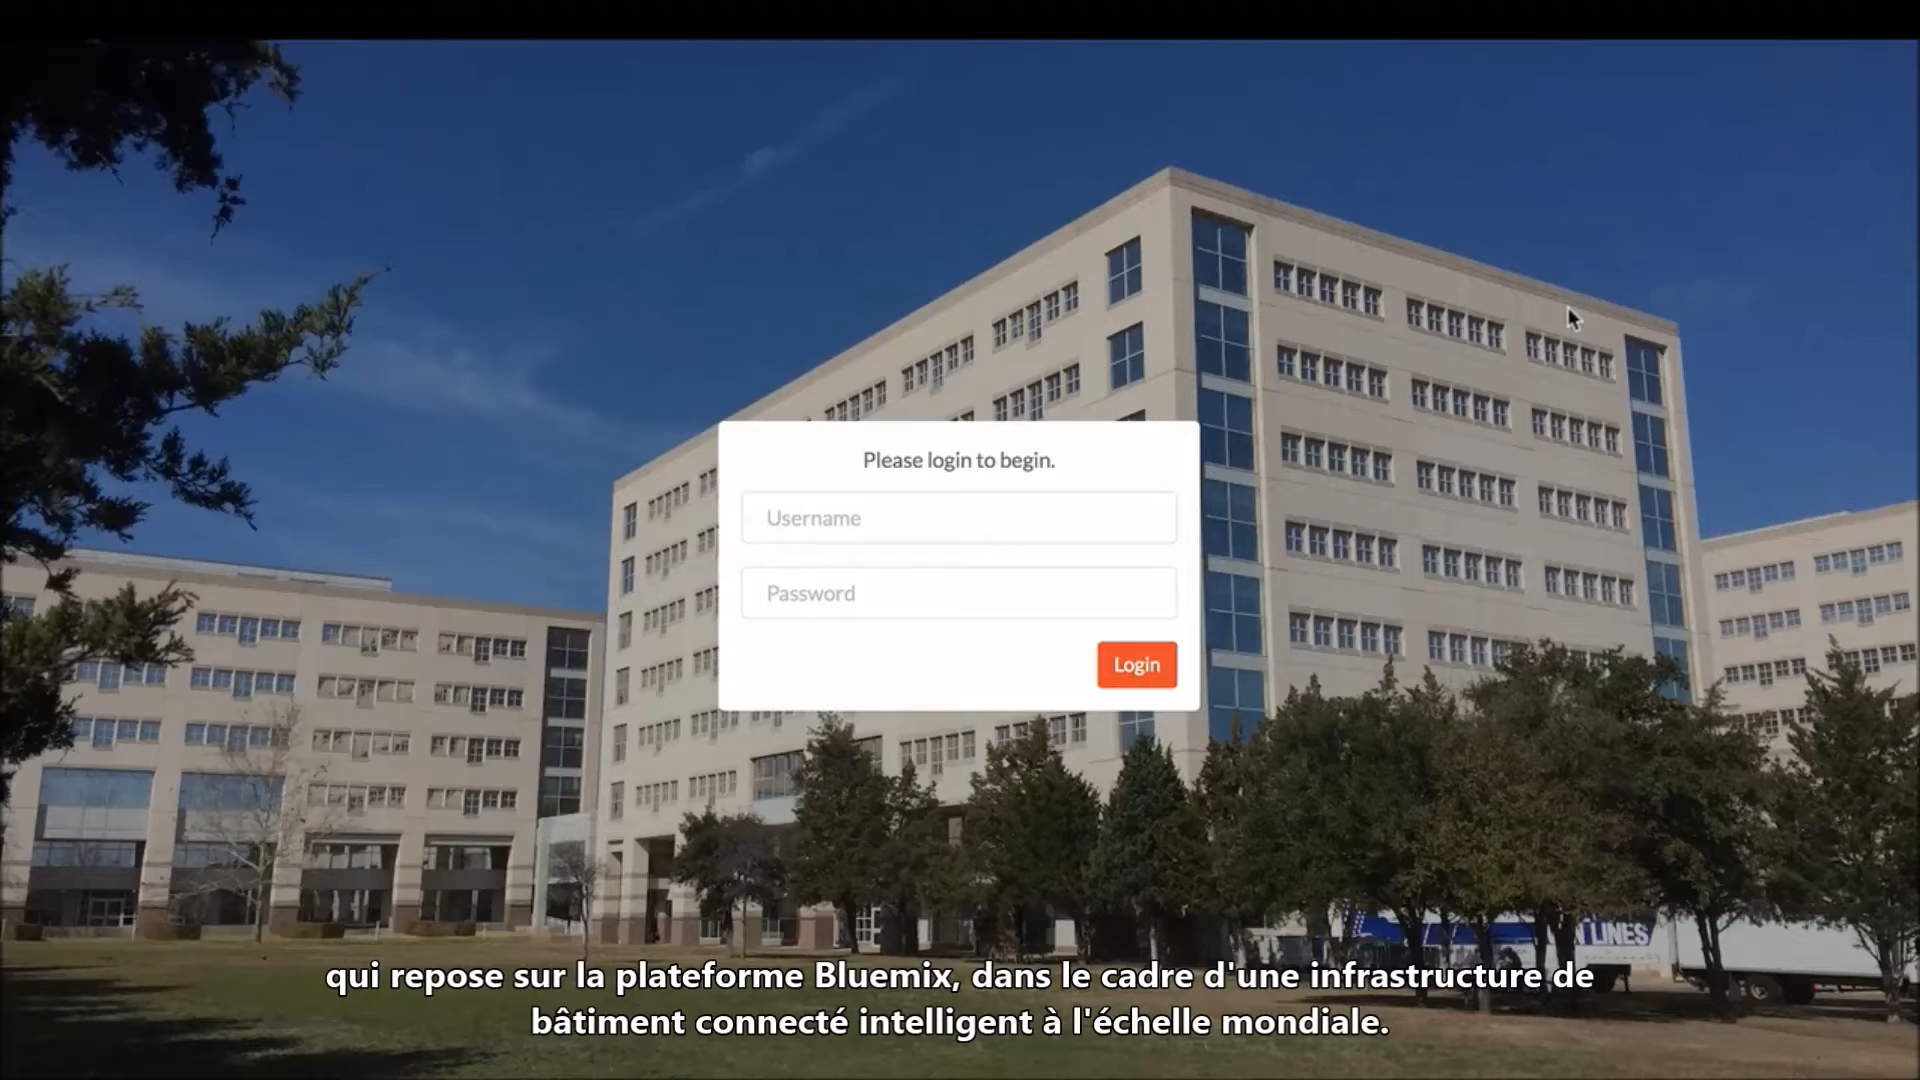 Please login to begin.
Username
Password
Login
LINES
qui repose sur la plateforme Bluemix, dans le cadre d'une infrastructure de
bâtiment connecté intelligent à l'échelle mondiale.